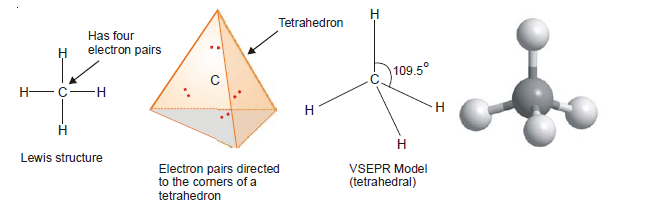 Has four
electron pairs
H
H—C—H
H
Lewis structure
Tetrahedron
C
Electron pairs directed
to the corners of a
tetrahedron
H
109.5°
C
H
H
H
VSEPR Model
(tetrahedral)